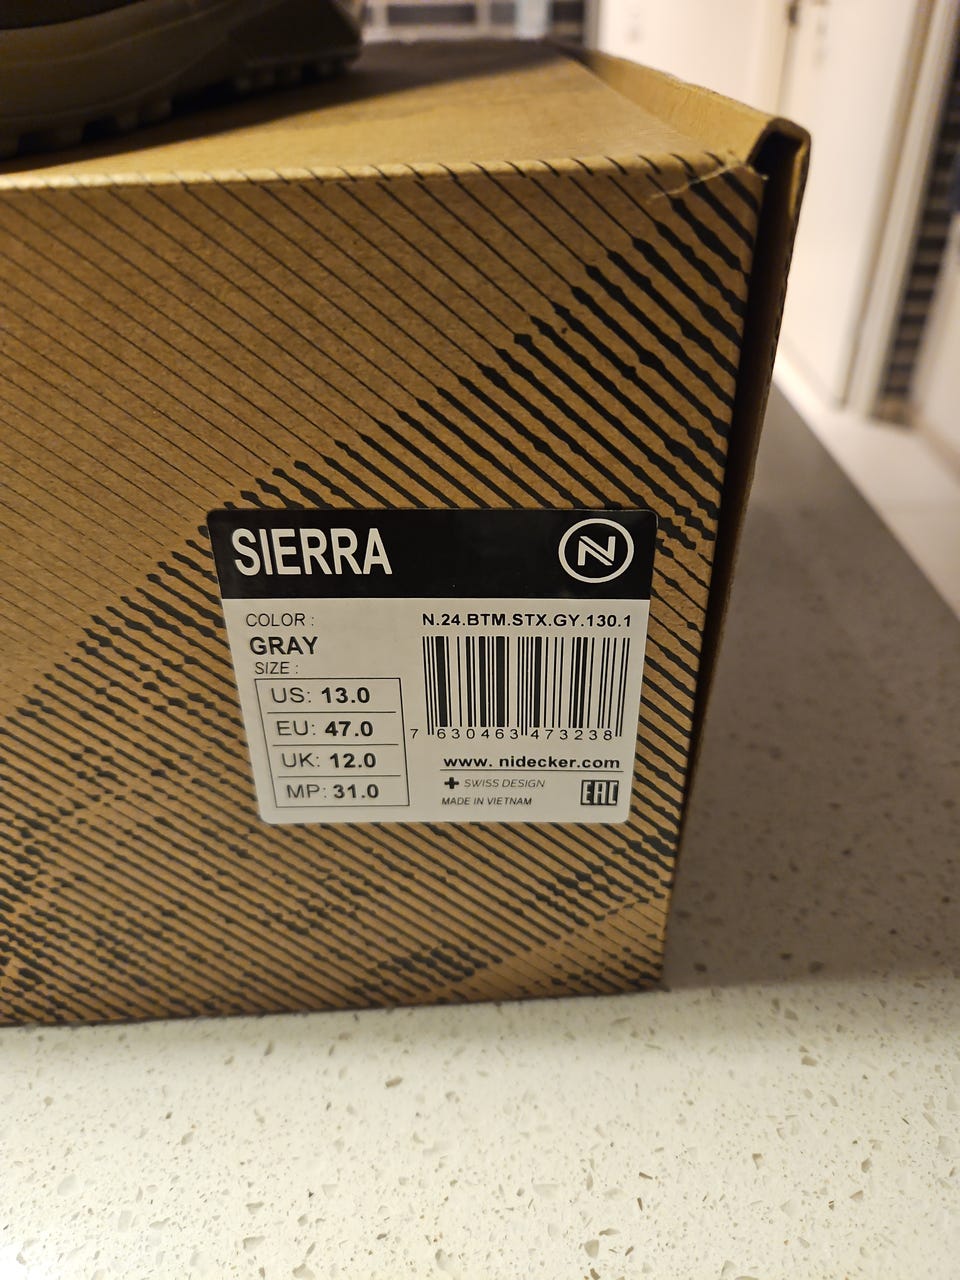 SIERRA
N
COLOR :
GRAY
SIZE :
US: 13.0
EU: 47.0
UK: 12.0
MP: 31.0
N.24.BTM.STX.GY.130.1
7 630463 473238
www. nidecker.com
SWISS DESIGN
MADE IN VIETNAM
EAC